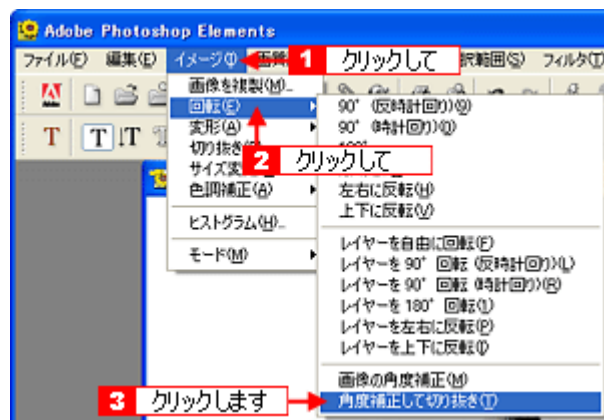 Adobe Photoshop Elements
ファイル(F) 編集(E) イメージ(I) 1 クリックして 択範囲(S) フィルタ(T)
画像を複製(M)...
回転(E)
変形(A)
切り抜き(P)
サイズ変
色調補正(A)
ヒストグラム(H)...
モード(M)
2 クリックして
90° (反時計回り)(9)
90° (時計回り)(0)
左右に反転(H)
上下に反転(V)
レイヤーを自由に回転(F)
レイヤーを 90° 回転 (反時計回り)(L)
レイヤーを 90° 回転 (時計回り)(R)
レイヤーを 180° 回転(1)
レイヤーを左右に反転(P)
レイヤーを上下に反転(I)
画像の角度補正(M)
角度補正して切り抜き(T)
3 クリックします
T T IT